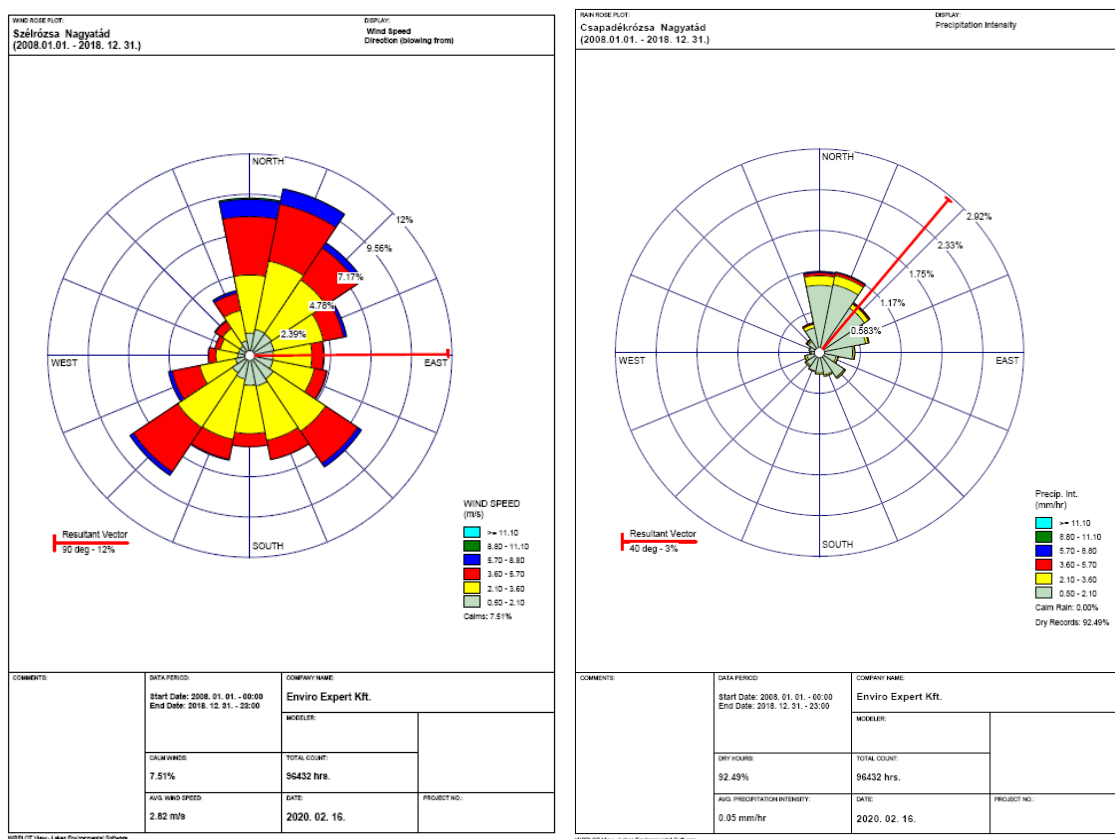 WIND ROSE PLOT:
Szélrózsa Nagyatád
(2008.01.01. - 2018. 12. 31.)
DISPLAY:
Wind Speed
Direction (blowing from)
NORTH
12%
9.56%
7.17%
4.78%
2.39%
WEST
EAST
SOUTH
Resultant Vector
90 deg - 12%
WIND SPEED
(m/s)
>= 11.10
8.80 - 11.10
5.70 - 8.80
3.60 - 5.70
2.10 - 3.60
0.50 - 2.10
Calms: 7.51%
COMMENTS:
DATA PERIOD:
Start Date: 2008. 01. 01. - 00:00
End Date: 2018. 12. 31. - 23:00
COMPANY NAME:
Enviro Expert Kft.
MODELER:
CALM WINDS:
7.51%
TOTAL COUNT:
96432 hrs.
AVG. WIND SPEED:
2.82 m/s
DATE:
2020. 02. 16.
PROJECT NO.:
WRPLOT View - Lakes Environmental Software
RAIN ROSE PLOT:
Csapadékrózsa Nagyatád
(2008.01.01. - 2018. 12. 31.)
DISPLAY:
Precipitation Intensity
NORTH
2.92%
2.33%
1.75%
1.17%
0.583%
WEST
EAST
SOUTH
Resultant Vector
40 deg - 3%
Precip. Int.
(mm/hr)
>= 11.10
8.80 - 11.10
5.70 - 8.80
3.60 - 5.70
2.10 - 3.60
0.50 - 2.10
Calm Rain: 0.00%
Dry Records: 92.49%
COMMENTS:
DATA PERIOD:
Start Date: 2008. 01. 01. - 00:00
End Date: 2018. 12. 31. - 23:00
COMPANY NAME:
Enviro Expert Kft.
MODELER:
DRY HOURS:
92.49%
TOTAL COUNT:
96432 hrs.
AVG. PRECIPITATION INTENSITY:
0.05 mm/hr
DATE:
2020. 02. 16.
PROJECT NO.:
WRPLOT View - Lakes Environmental Software